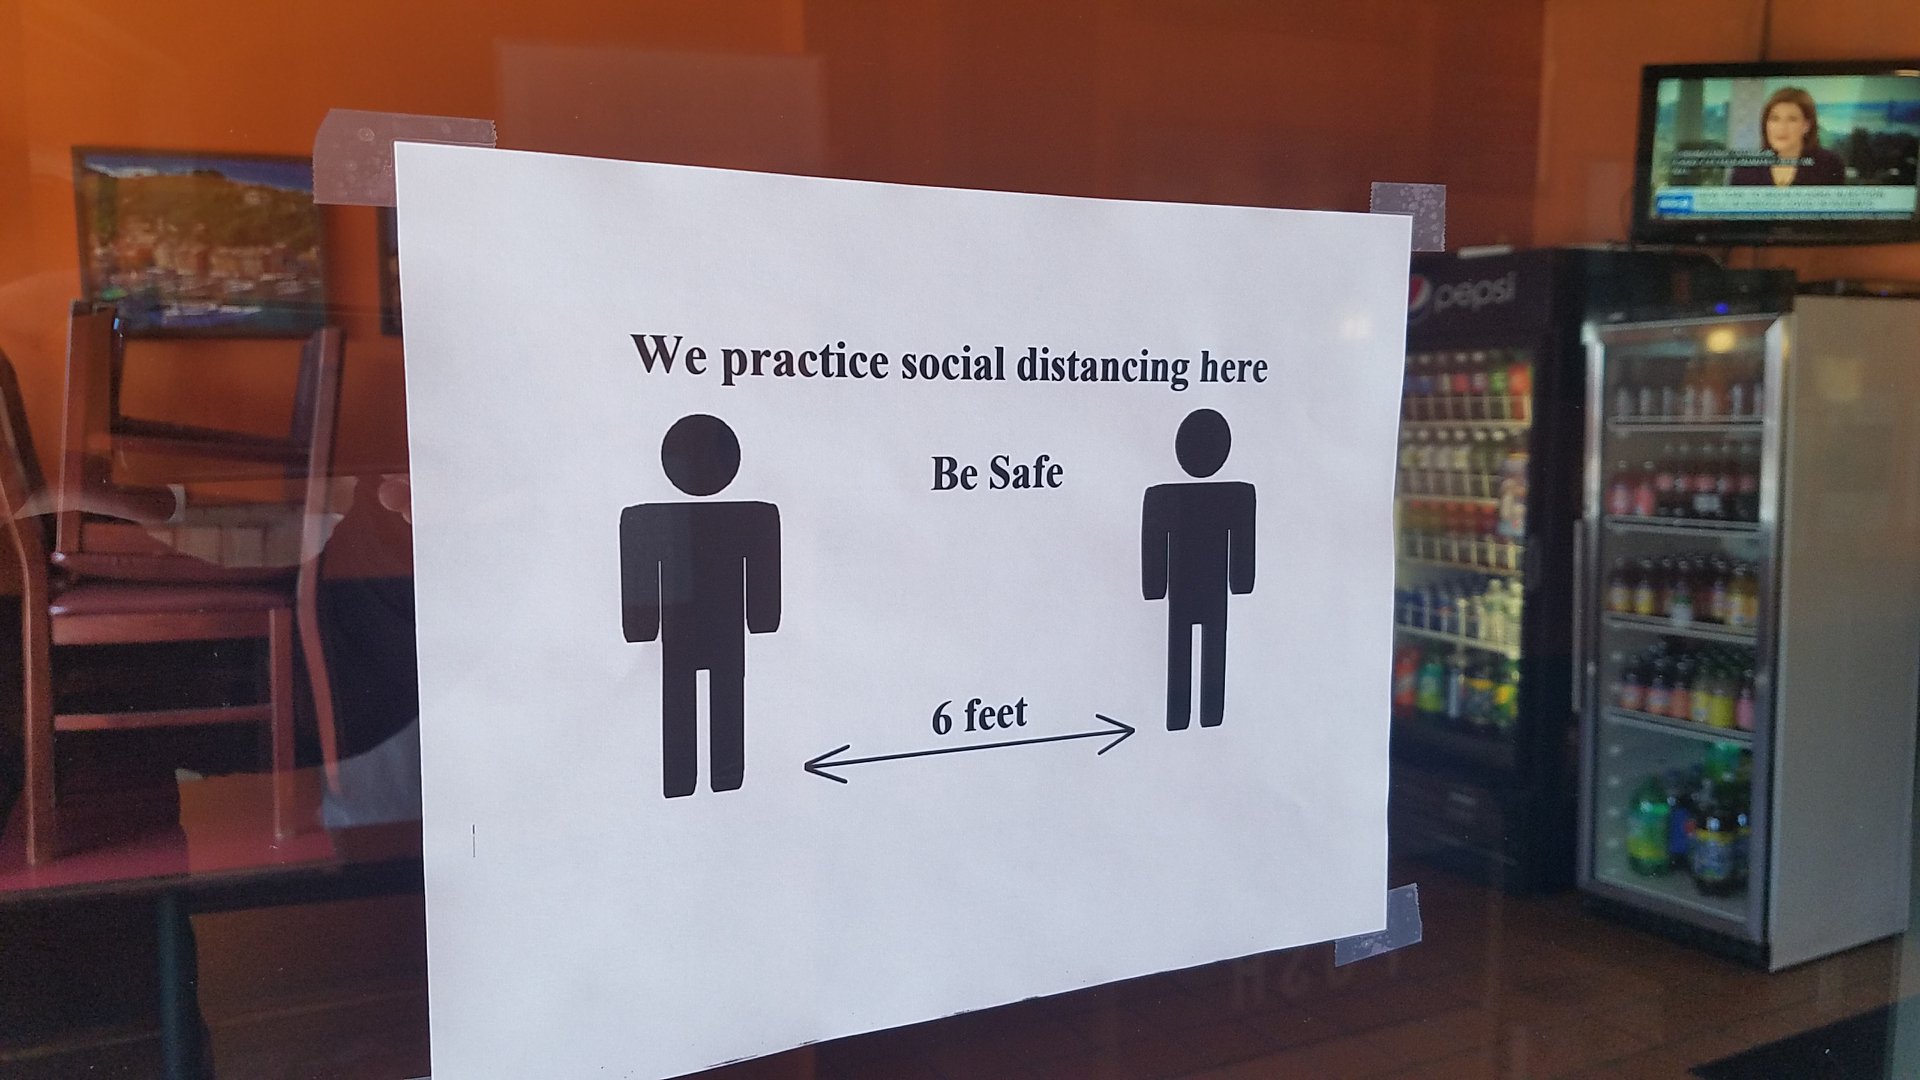 We practice social distancing here
Be Safe
6 feet
pepsi